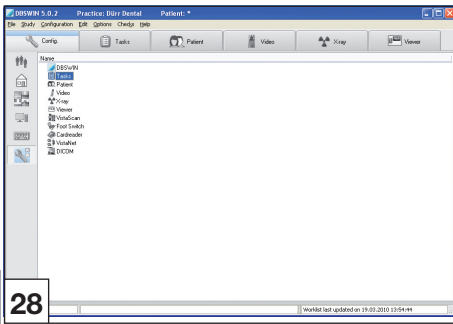 DBSWIN 5.0.2 Practice: Dürr Dental Patient: *
File Study Configuration Edit Options Checks Help
Config. Tasks Patient Video X-ray Viewer
Name
DBSWIN
Tasks
Patient
Video
X-ray
Viewer
VistaScan
Foot Switch
Cardreader
VistaNet
DICOM
28
Worklist last updated on 19.03.2010 13:54:44